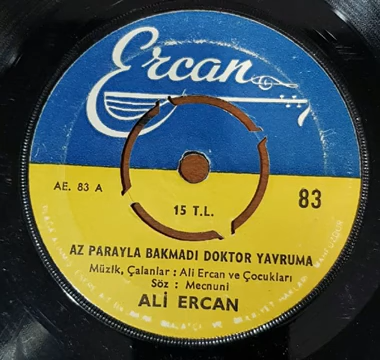 Ercan
AE. 83 A
15 T.L.
83
AZ PARAYLA BAKMADI DOKTOR YAVRUMA
Müzik, Çalanlar : Ali Ercan ve Çocukları
Söz : Mecnuni
ALİ ERCAN